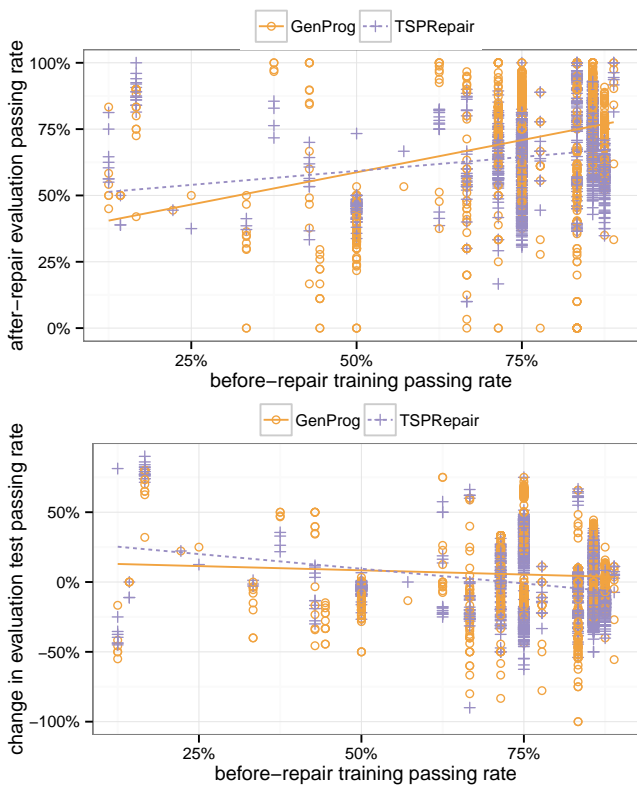 GenProg TSPRepair
100%
75%
50%
25%
0%
after−repair evaluation passing rate
25% 50% 75%
before−repair training passing rate
GenProg TSPRepair
50%
0%
−50%
−100%
change in evaluation test passing rate
25% 50% 75%
before−repair training passing rate